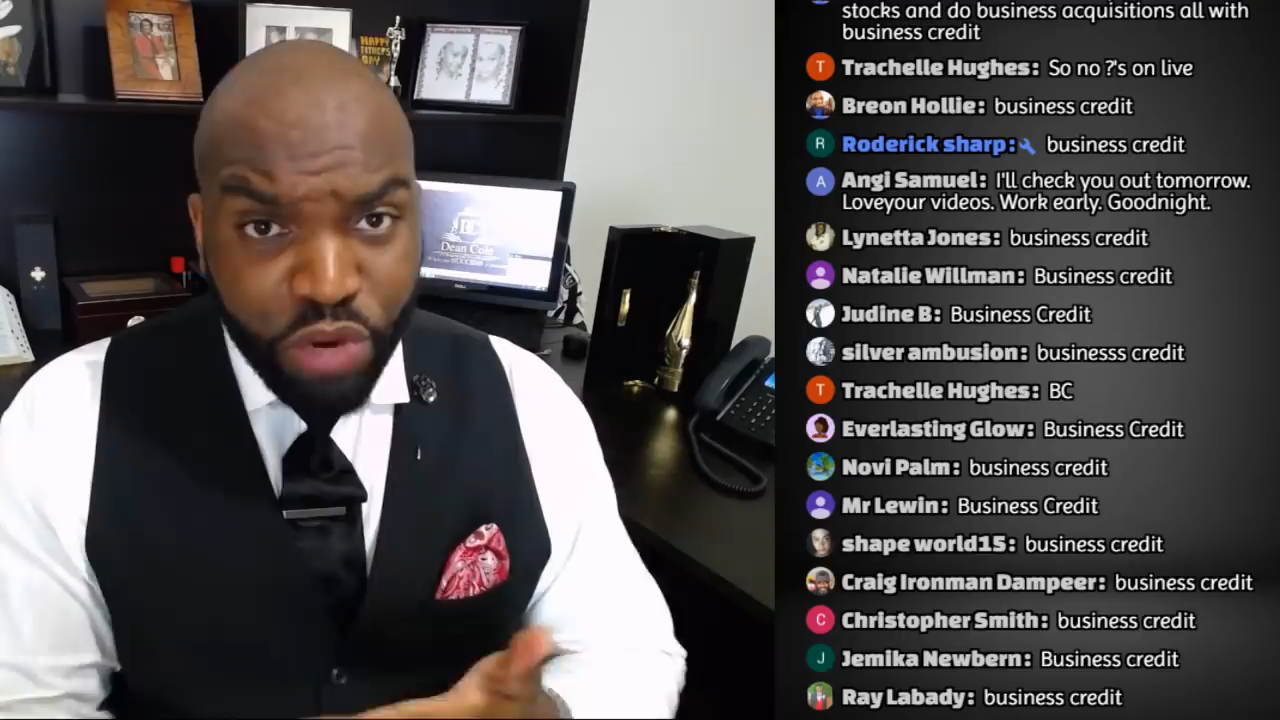 HAPPY
FATHERS
DAY
DC
Dean Cole
stocks and do business acquisitions all with
business credit
T Trachelle Hughes: So no ?'s on live
Breon Hollie: business credit
R Roderick sharp: business credit
A Angi Samuel: I'll check you out tomorrow.
Loveyour videos. Work early. Goodnight.
Lynetta Jones: business credit
Natalie Willman: Business credit
Judine B: Business Credit
silver ambusion: businesss credit
T Trachelle Hughes: BC
Everlasting Glow: Business Credit
Novi Palm: business credit
Mr Lewin: Business Credit
shape world15: business credit
Craig Ironman Dampeer: business credit
C Christopher Smith: business credit
J Jemika Newbern: Business credit
Ray Labady: business credit